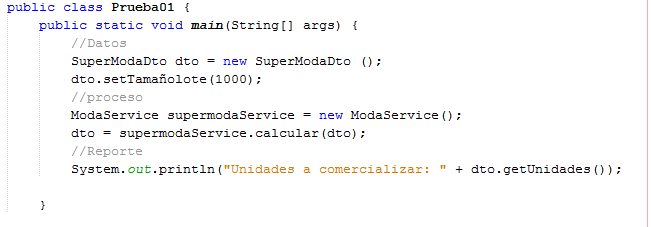 public class Prueba01 {
public static void main(String[] args) {
//Datos
SuperModaDto dto = new SuperModaDto ();
dto.setTamañolote(1000);
//proceso
ModaService supermodaService = new ModaService();
dto = supermodaService.calcular(dto);
//Reporte
System.out.println("Unidades a comercializar: " + dto.getUnidades());
}